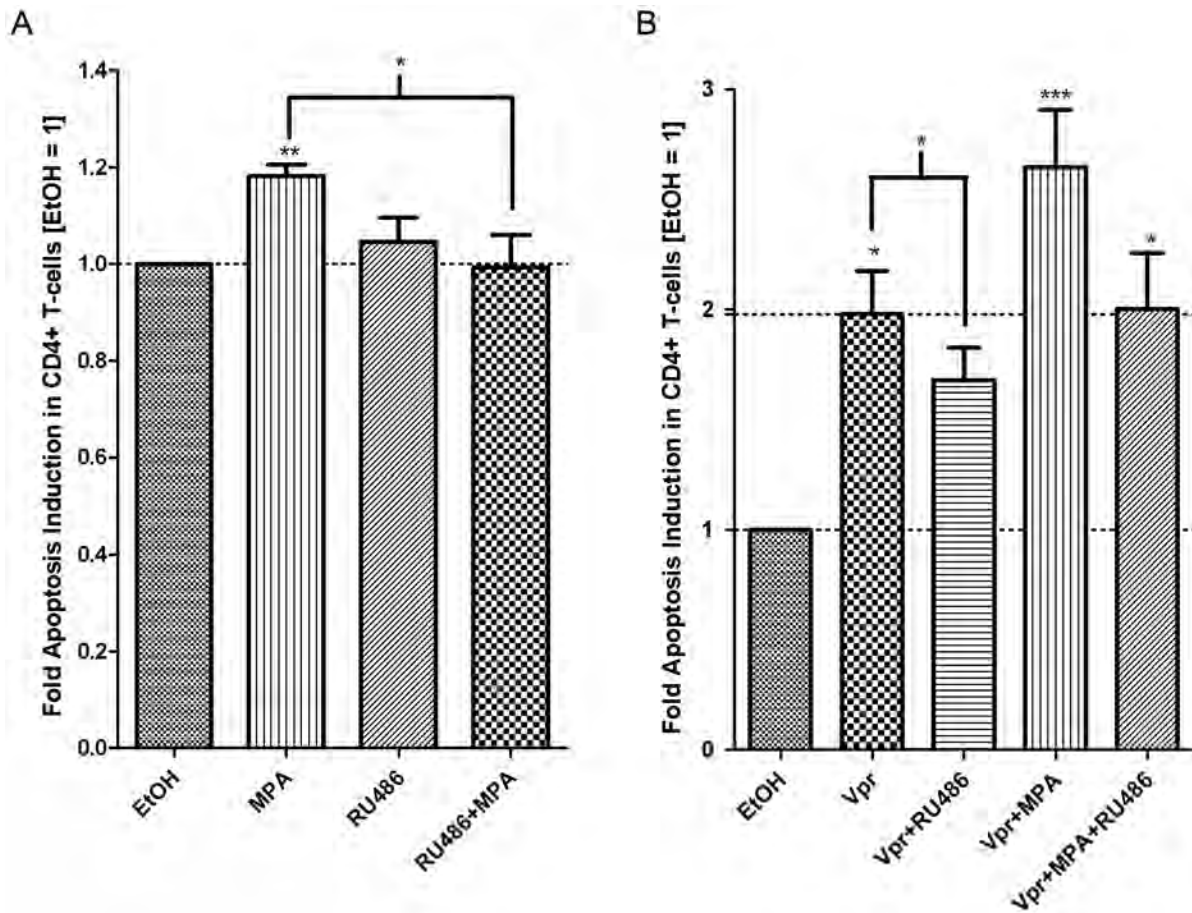 A
Fold Apoptosis Induction in CD4+ T-cells [EtOH = 1]
1.4
1.2
1.0
0.8
0.6
0.4
0.2
0.0
*
**
EtOH
MPA
RU486
RU486+MPA
B
Fold Apoptosis Induction in CD4+ T-cells [EtOH = 1]
3
2
1
0
*
*
***
*
EtOH
Vpr
Vpr+RU486
Vpr+MPA
Vpr+MPA+RU486